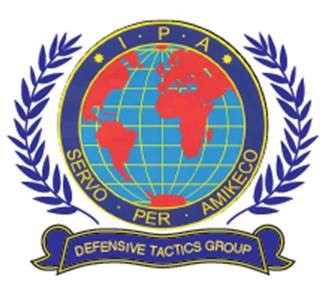 · I · P · A ·
SERVO · PER · AMIKECO
DEFENSIVE TACTICS GROUP